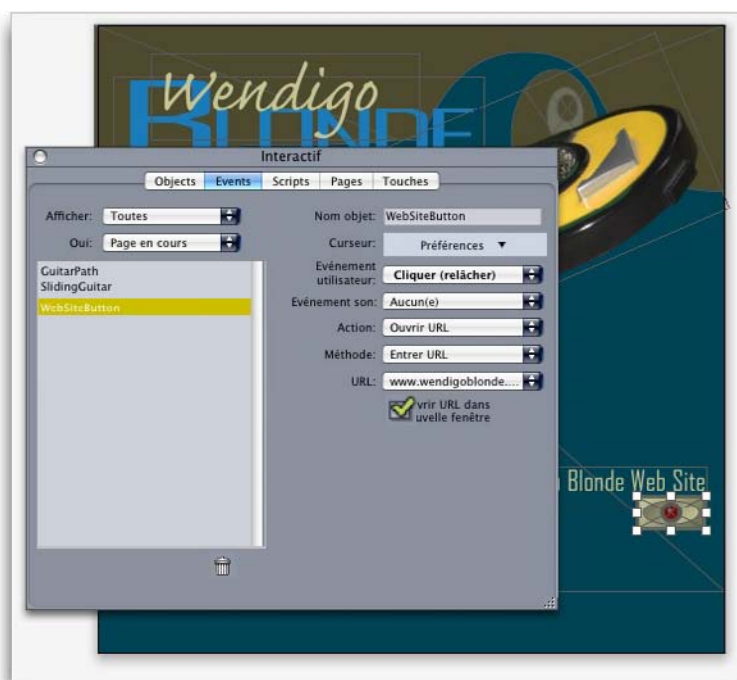 Wendigo
BLONDE
Interactif
Objects Events Scripts Pages Touches
Afficher: Toutes
Oui: Page en cours
GuitarPath
SlidingGuitar
WebSiteButton
Nom objet: WebSiteButton
Curseur: Préférences
Evénement utilisateur: Cliquer (relâcher)
Evénement son: Aucun(e)
Action: Ouvrir URL
Méthode: Entrer URL
URL: www.wendigoblonde....
vrir URL dans
uvelle fenêtre
Blonde Web Site